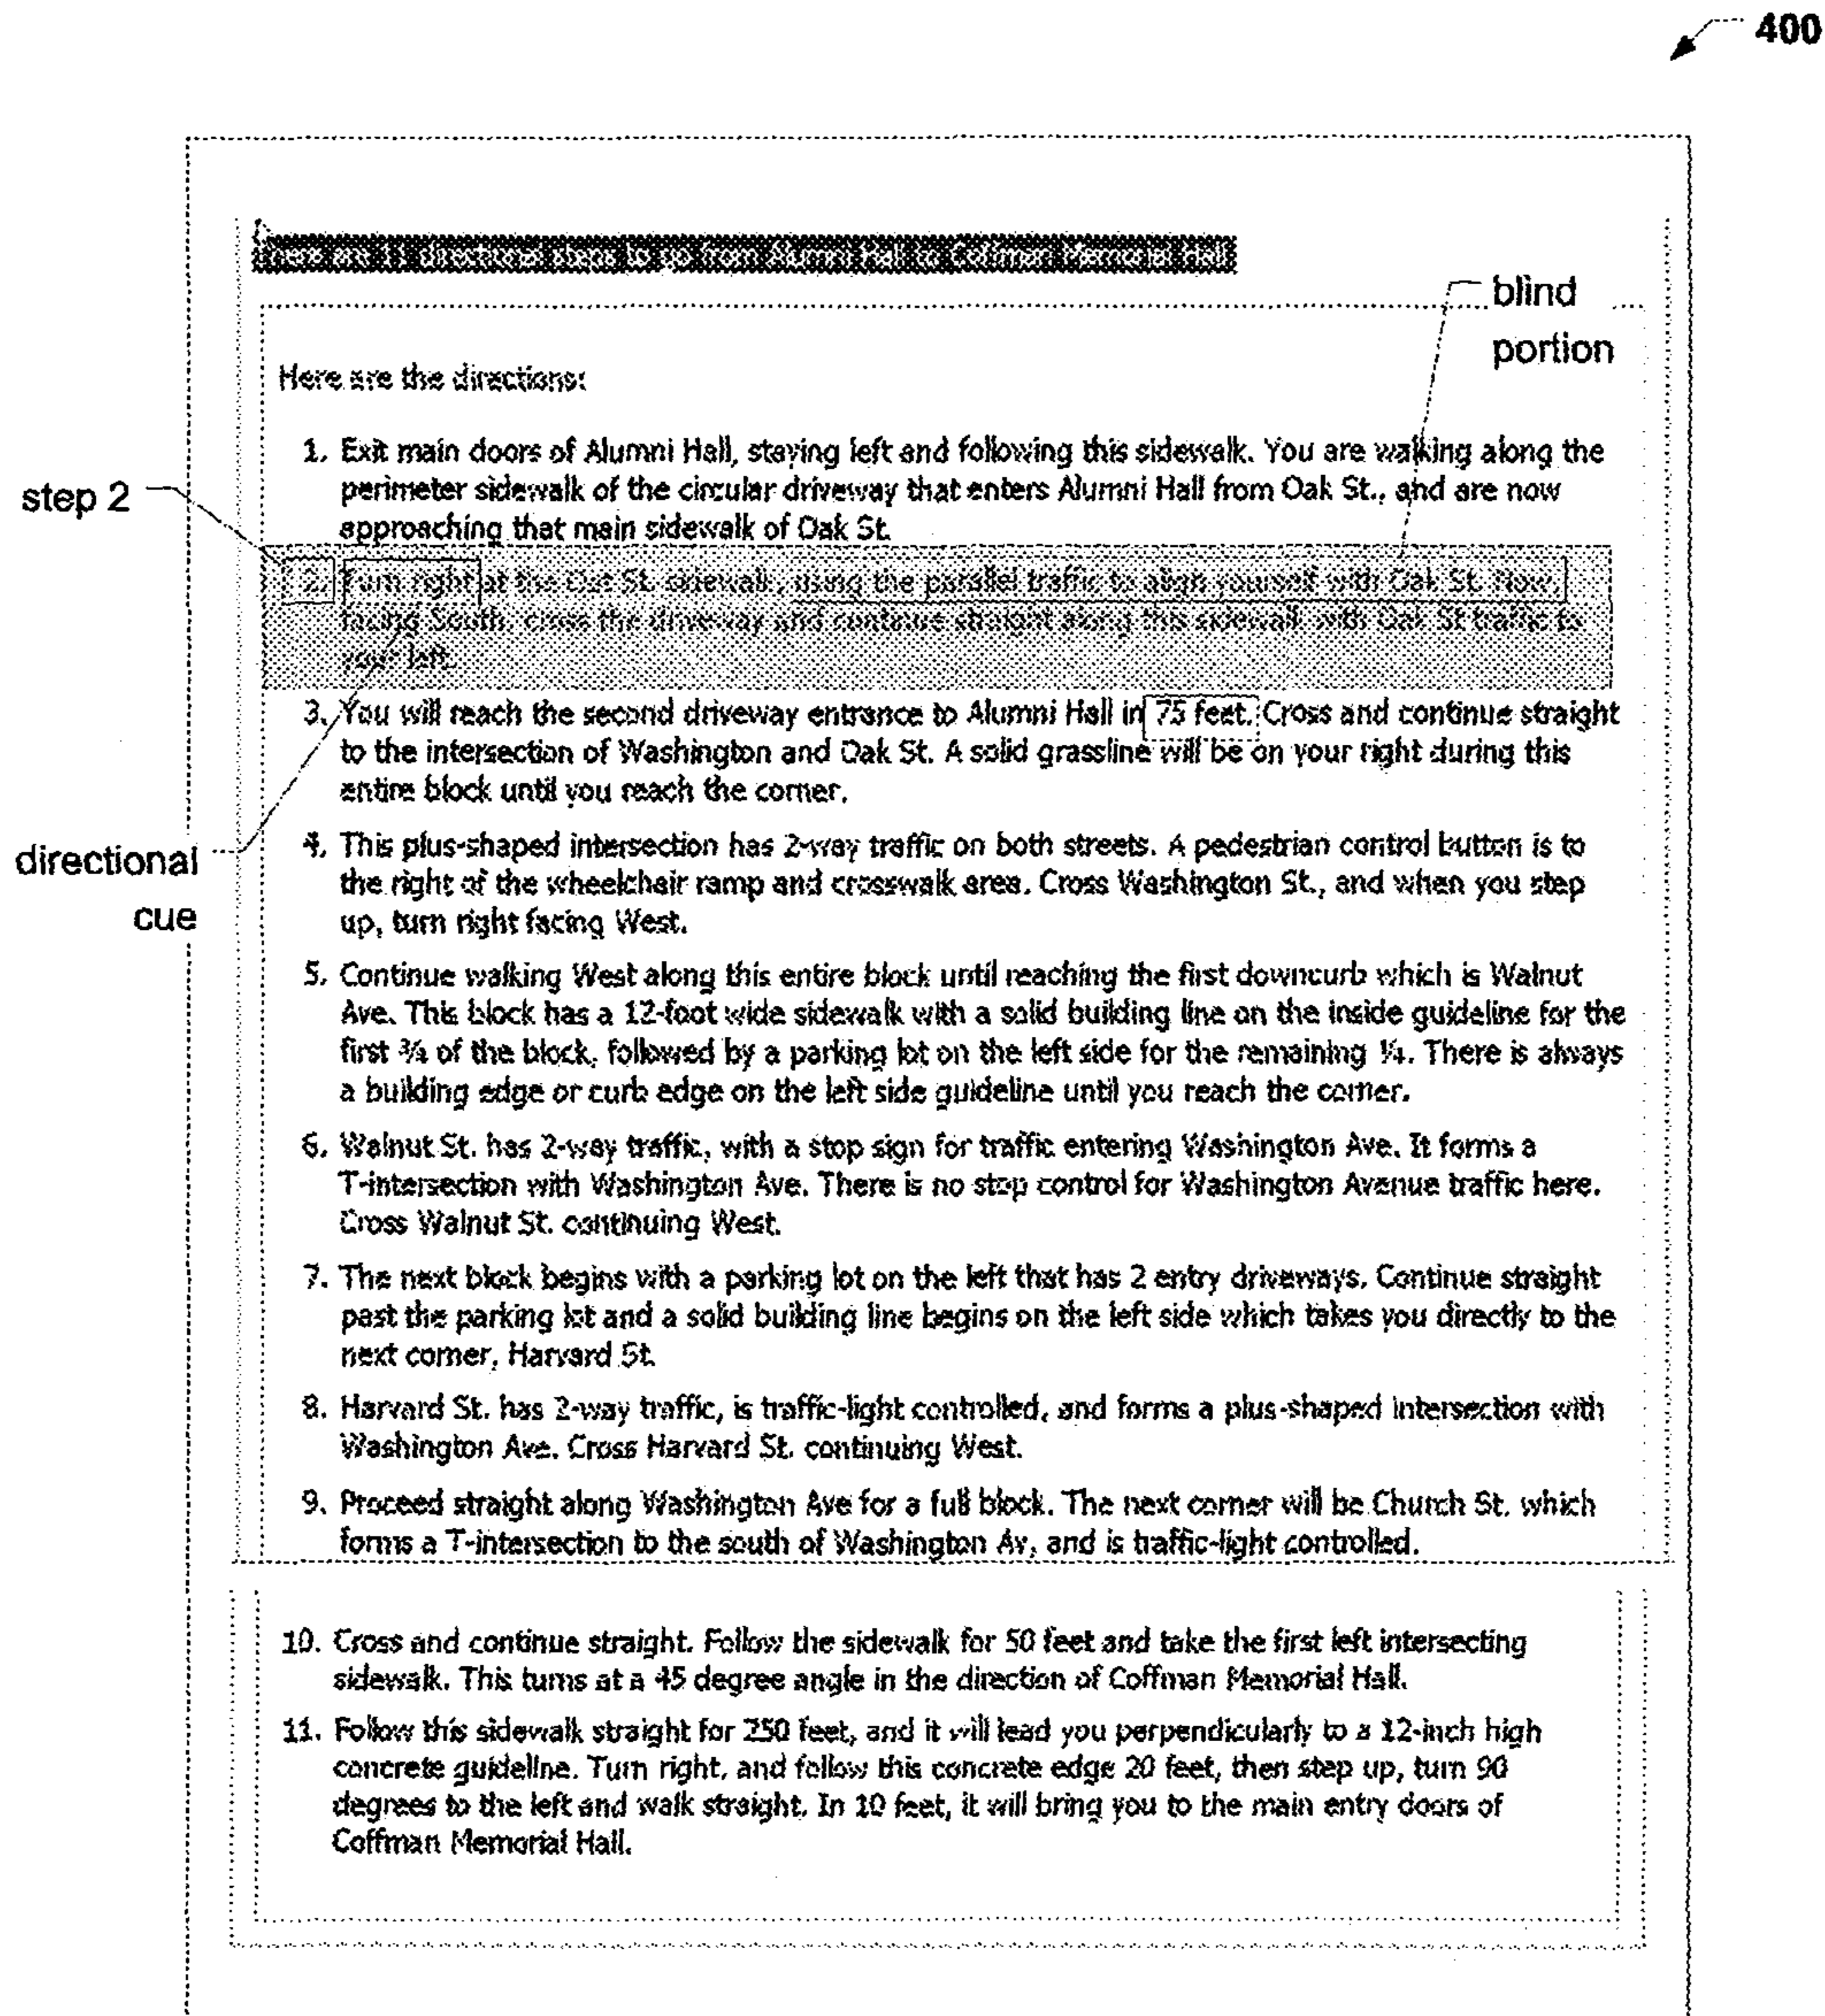 400
There are 11 directional steps to go from Alumni Hall to Coffman Memorial Hall
blind
portion
Here are the directions:
1. Exit main doors of Alumni Hall, staying left and following this sidewalk. You are walking along the
perimeter sidewalk of the circular driveway that enters Alumni Hall from Oak St., and are now
approaching that main sidewalk of Oak St.
step 2
2. Turn right at the Oak St. sidewalk, using the parallel traffic to align yourself with Oak St. Now
facing South, cross the driveway and continue straight along this sidewalk with Oak St traffic to
your left.
3. You will reach the second driveway entrance to Alumni Hall in 75 feet. Cross and continue straight
to the intersection of Washington and Oak St. A solid grassline will be on your right during this
entire block until you reach the corner.
directional
cue
4. This plus-shaped intersection has 2-way traffic on both streets. A pedestrian control button is to
the right of the wheelchair ramp and crosswalk area. Cross Washington St., and when you step
up, turn right facing West.
5. Continue walking West along this entire block until reaching the first downcurb which is Walnut
Ave. This block has a 12-foot wide sidewalk with a solid building line on the inside guideline for the
first ¾ of the block, followed by a parking lot on the left side for the remaining ¼. There is always
a building edge or curb edge on the left side guideline until you reach the corner.
6. Walnut St. has 2-way traffic, with a stop sign for traffic entering Washington Ave. It forms a
T-intersection with Washington Ave. There is no stop control for Washington Avenue traffic here.
Cross Walnut St. continuing West.
7. The next block begins with a parking lot on the left that has 2 entry driveways. Continue straight
past the parking lot and a solid building line begins on the left side which takes you directly to the
next corner, Harvard St.
8. Harvard St. has 2-way traffic, is traffic-light controlled, and forms a plus-shaped intersection with
Washington Ave. Cross Harvard St. continuing West.
9. Proceed straight along Washington Ave for a full block. The next corner will be Church St. which
forms a T-intersection to the south of Washington Av, and is traffic-light controlled.
10. Cross and continue straight. Follow the sidewalk for 50 feet and take the first left intersecting
sidewalk. This turns at a 45 degree angle in the direction of Coffman Memorial Hall.
11. Follow this sidewalk straight for 250 feet, and it will lead you perpendicularly to a 12-inch high
concrete guideline. Turn right, and follow this concrete edge 20 feet, then step up, turn 90
degrees to the left and walk straight. In 10 feet, it will bring you to the main entry doors of
Coffman Memorial Hall.